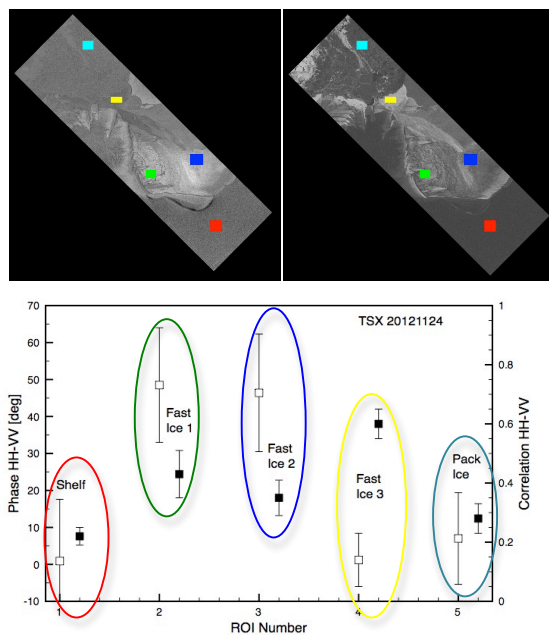 70
60
50
40
30
20
10
0
-10
Phase HH-VV [deg]
TSX 20121124
Shelf
Fast
Ice 1
Fast
Ice 2
Fast
Ice 3
Pack
Ice
1
0.8
0.6
0.4
0.2
0
Correlation HH-VV
1 2 3 4 5
ROI Number